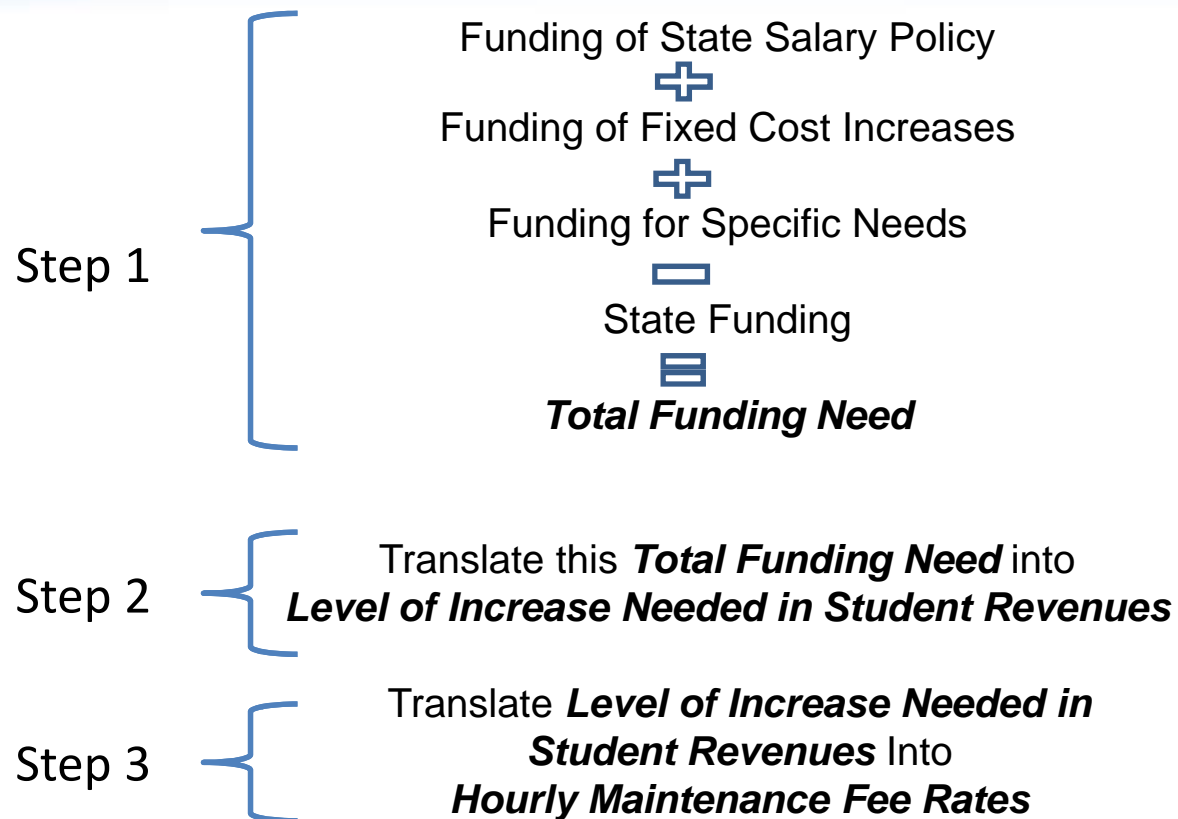 Funding of State Salary Policy
Funding of Fixed Cost Increases
Funding for Specific Needs
Step 1
State Funding
Total Funding Need
Step 2
Translate this Total Funding Need into
Level of Increase Needed in Student Revenues
Step 3
Translate Level of Increase Needed in
Student Revenues Into
Hourly Maintenance Fee Rates